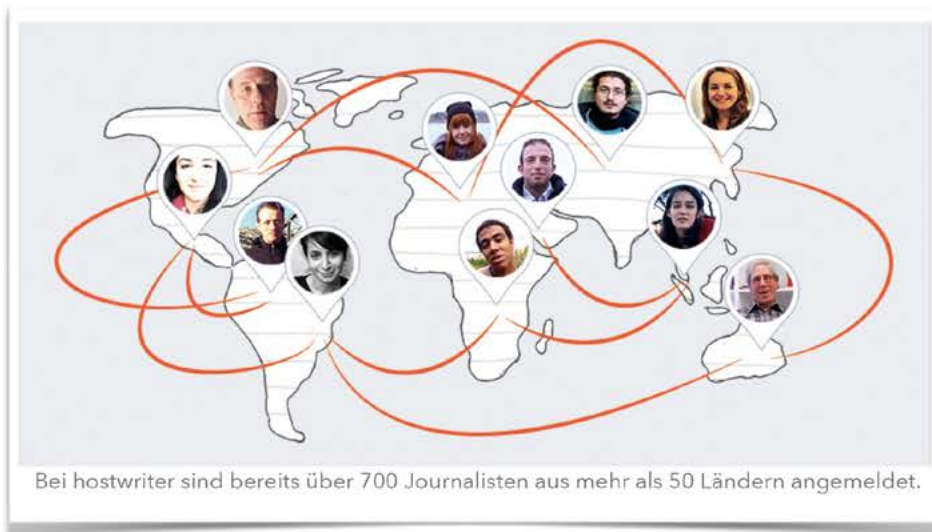 Bei hostwriter sind bereits über 700 Journalisten aus mehr als 50 Ländern angemeldet.